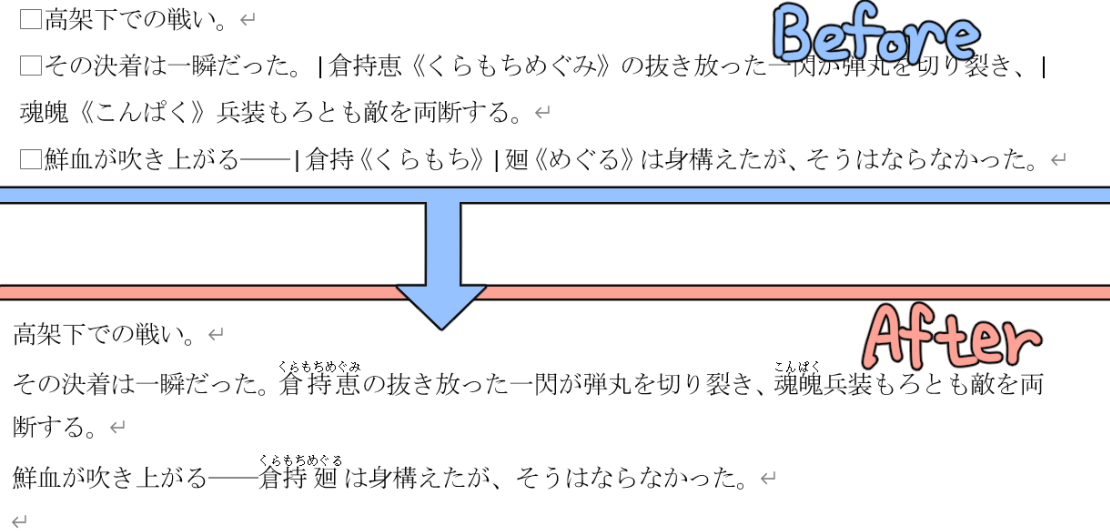 □高架下での戦い。↵
Before
□その決着は一瞬だった。|倉持恵《くらもちめぐみ》の抜き放った一閃が弾丸を切り裂き、|
魂魄《こんぱく》兵装もろとも敵を両断する。↵
□鮮血が吹き上がる――|倉持《くらもち》|廻《めぐる》は身構えたが、そうはならなかった。↵
After
高架下での戦い。↵
くらもちめぐみ こんぱく
その決着は一瞬だった。倉持恵の抜き放った一閃が弾丸を切り裂き、魂魄兵装もろとも敵を両
断する。↵
くらもちめぐる
鮮血が吹き上がる――倉持廻は身構えたが、そうはならなかった。↵
↵